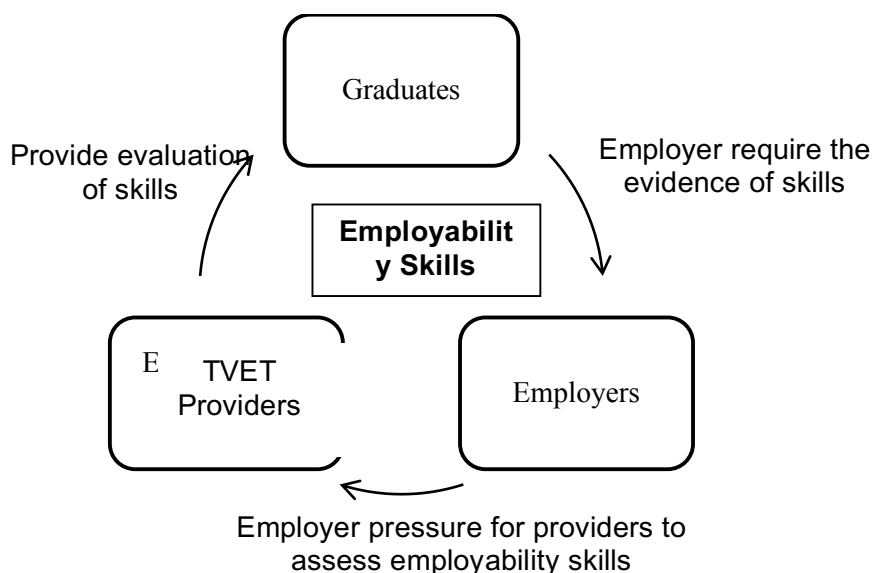 Graduates
Provide evaluation
of skills
Employer require the
evidence of skills
Employabilit
y Skills
E
TVET
Providers
Employers
Employer pressure for providers to
assess employability skills